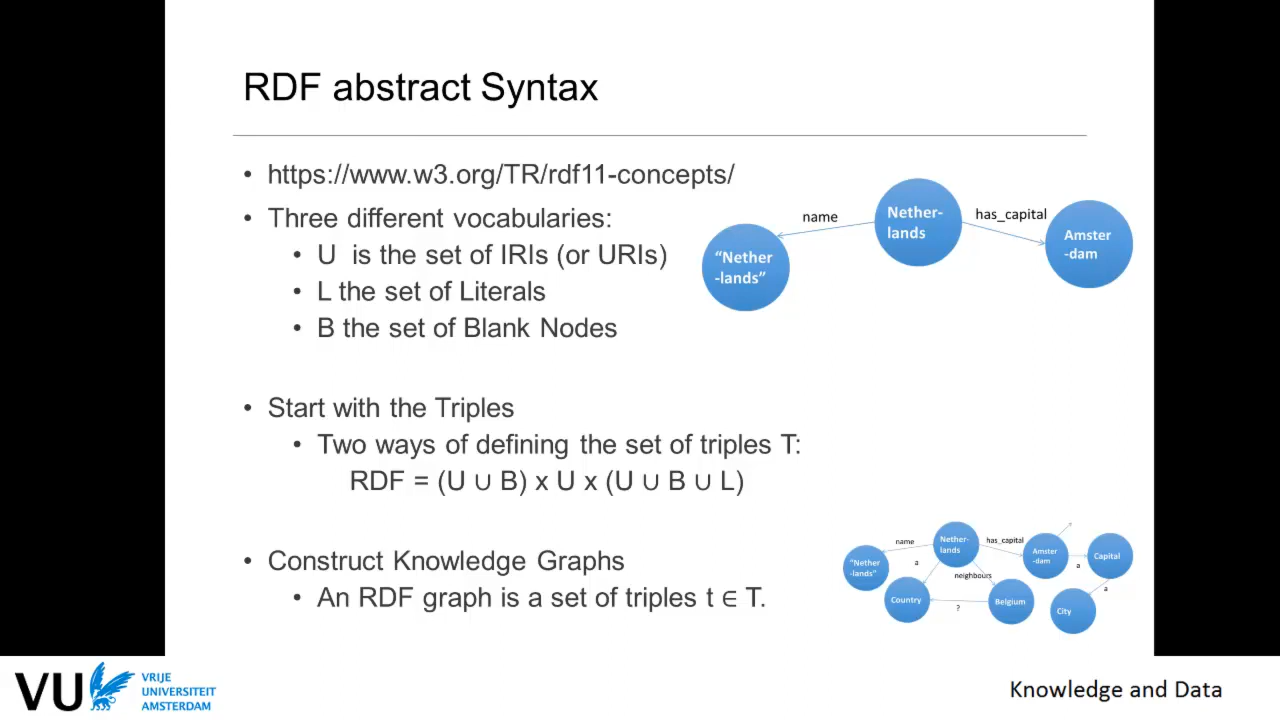 RDF abstract Syntax
• https://www.w3.org/TR/rdf11-concepts/
• Three different vocabularies:
• U is the set of IRIs (or URIs)
• L the set of Literals
• B the set of Blank Nodes
name
Nether-
lands
has_capital
"Nether
-lands"
Amster
-dam
• Start with the Triples
• Two ways of defining the set of triples T:
RDF = (U ∪ B) x U x (U ∪ B ∪ L)
• Construct Knowledge Graphs
• An RDF graph is a set of triples t ∈ T.
name
Nether-
lands
has_capital
Amster
-dam
a
Capital
"Nether
-lands"
a
neighbours
a
Country
?
Belgium
City
VU
VRIJE
UNIVERSITEIT
AMSTERDAM
Knowledge and Data